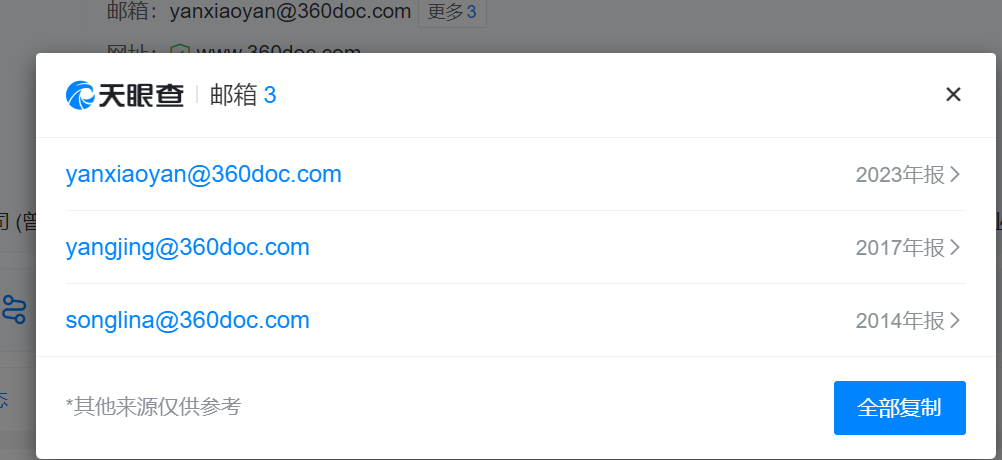 邮箱：yanxiaoyan@360doc.com 更多3
网址：www.360doc.com
天眼查 邮箱 3
yanxiaoyan@360doc.com 2023年报
yangjing@360doc.com 2017年报
司 (曾
songlina@360doc.com 2014年报
态
*其他来源仅供参考 全部复制